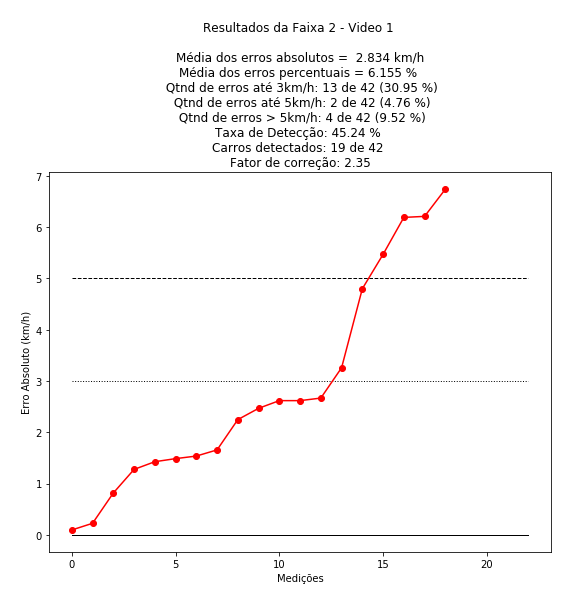 Resultados da Faixa 2 - Video 1
Média dos erros absolutos =  2.834 km/h
Média dos erros percentuais = 6.155 %
Qtnd de erros até 3km/h: 13 de 42 (30.95 %)
Qtnd de erros até 5km/h: 2 de 42 (4.76 %)
Qtnd de erros > 5km/h: 4 de 42 (9.52 %)
Taxa de Detecção: 45.24 %
Carros detectados: 19 de 42
Fator de correção: 2.35
7
6
5
4
3
2
1
0
Erro Absoluto (km/h)
0 5 10 15 20
Medições